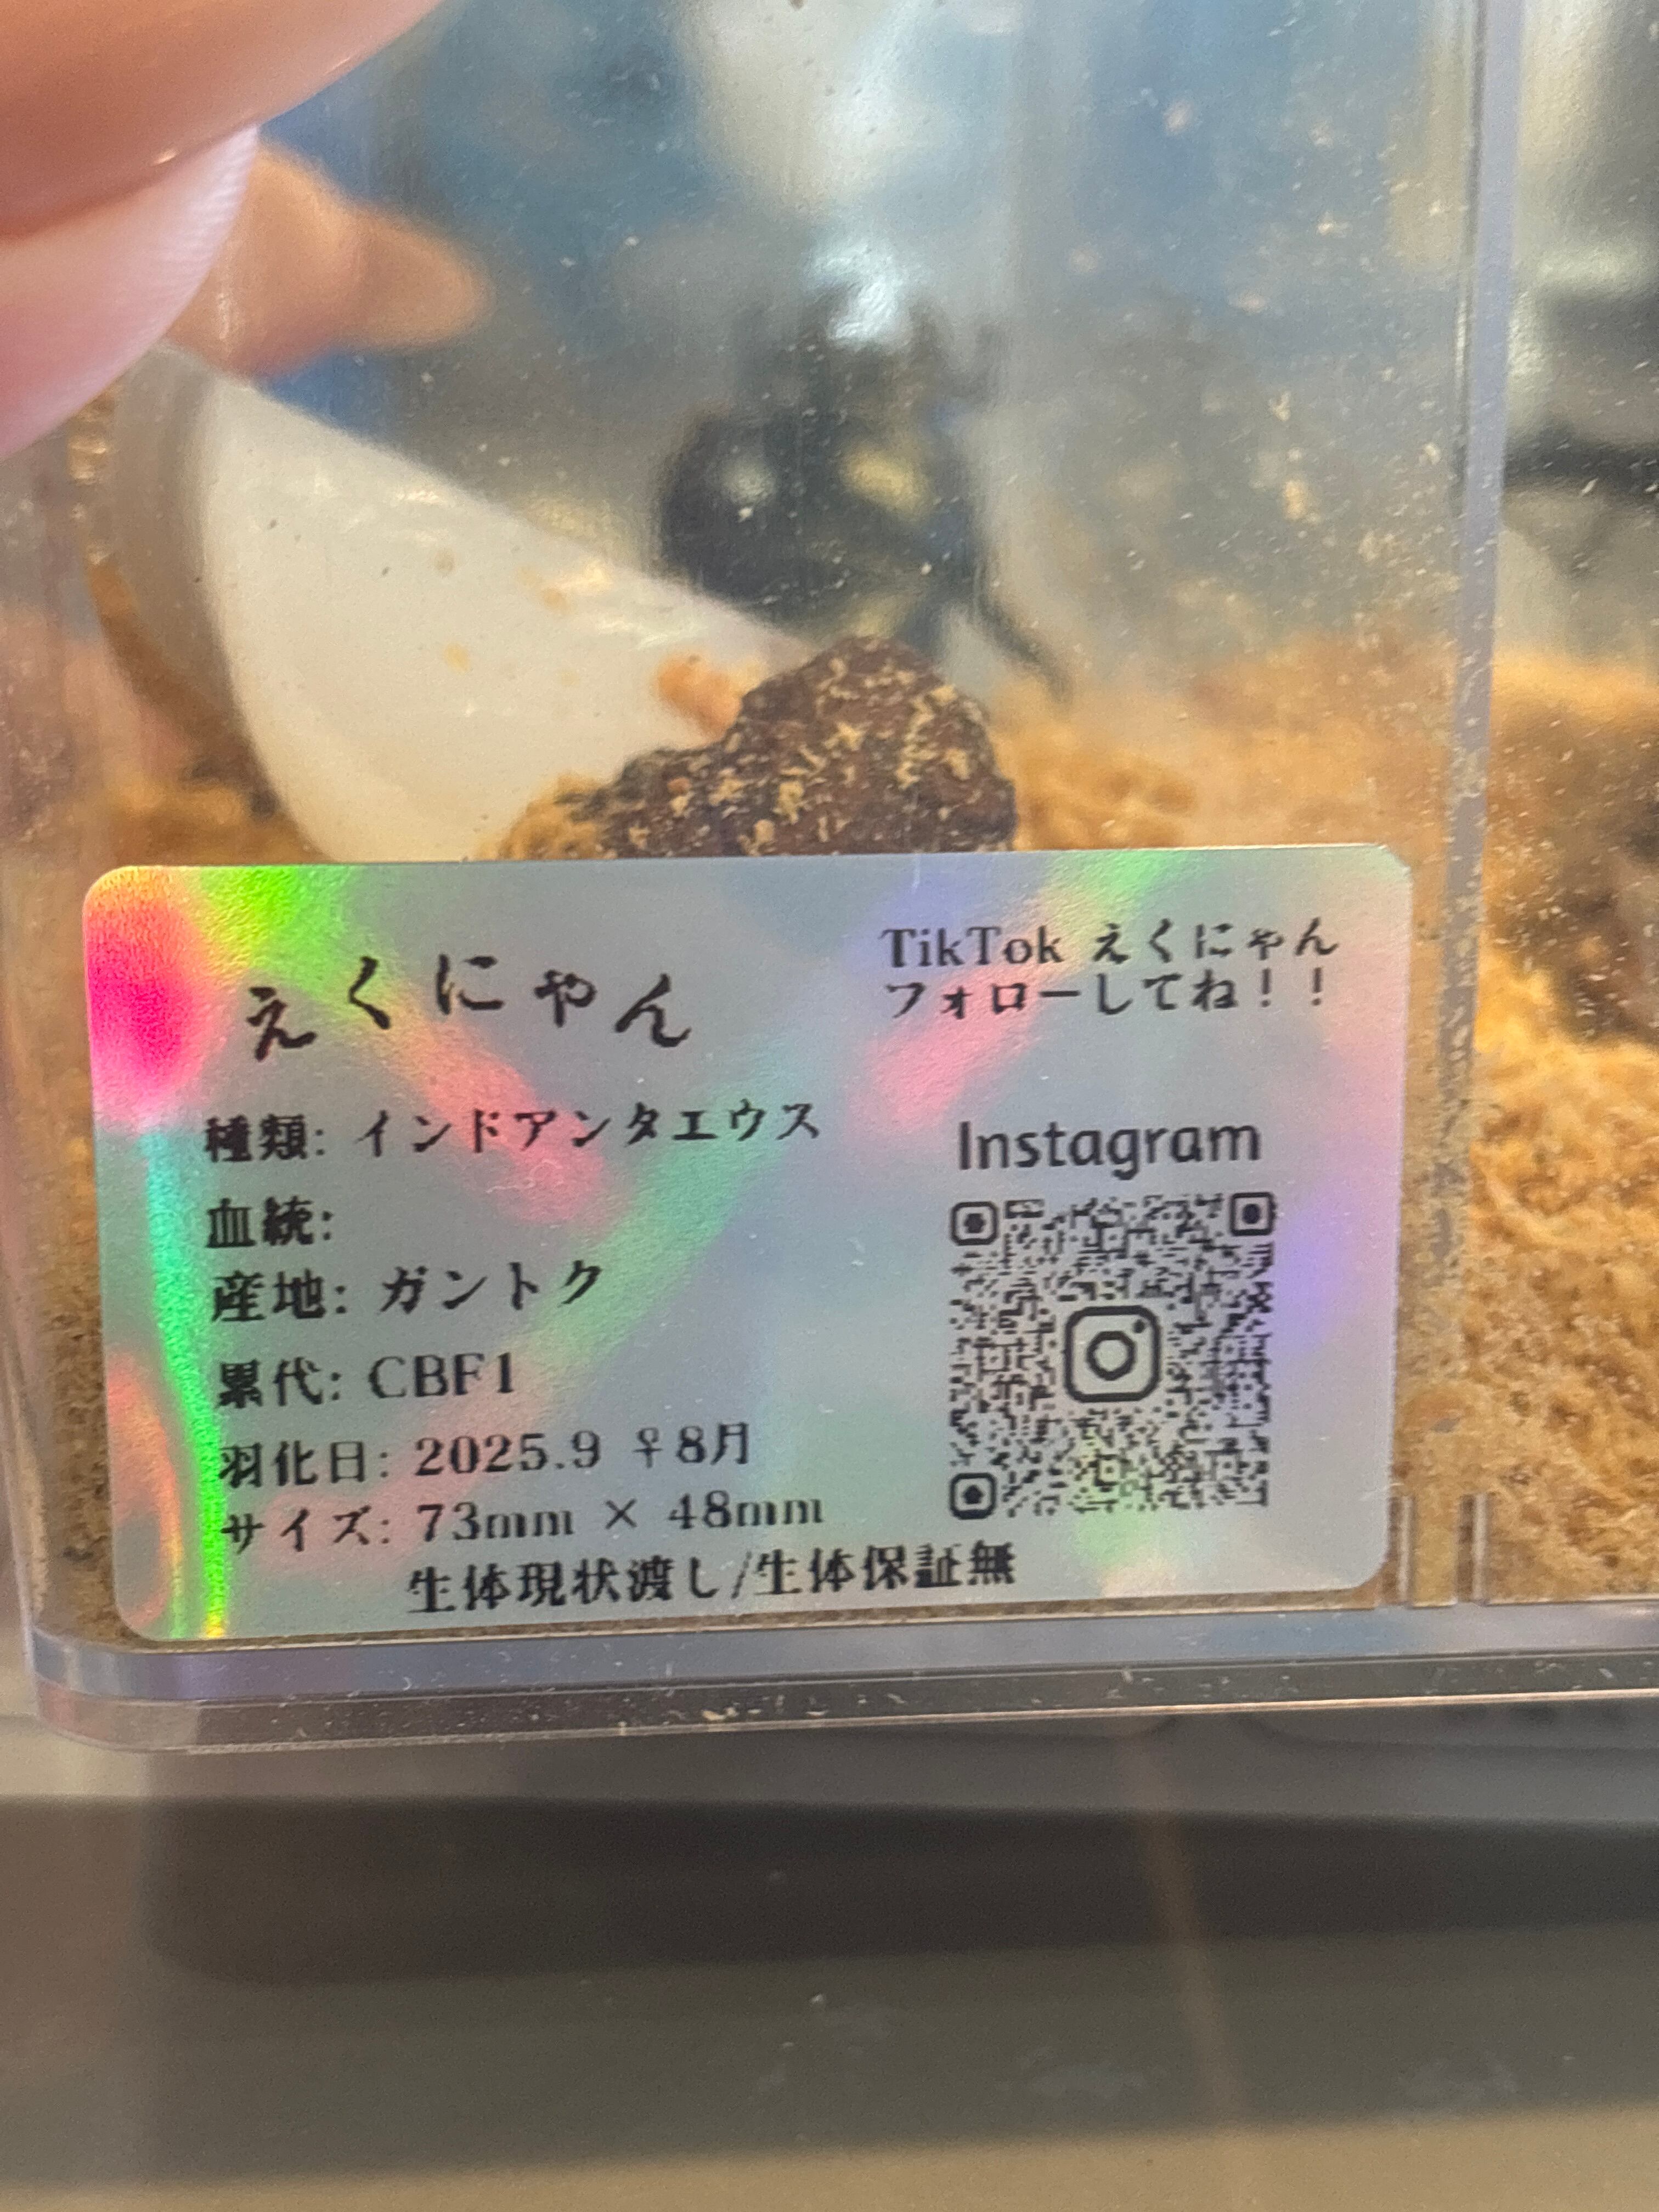 えくにゃん
TikTok えくにゃん
フォローしてね！！
種類: インドアンタエウス
血統:
産地: ガントク
累代: CBF1
羽化日: 2025.9 ♀8月
サイズ: 73mm × 48mm
生体現状渡し/生体保証無
Instagram